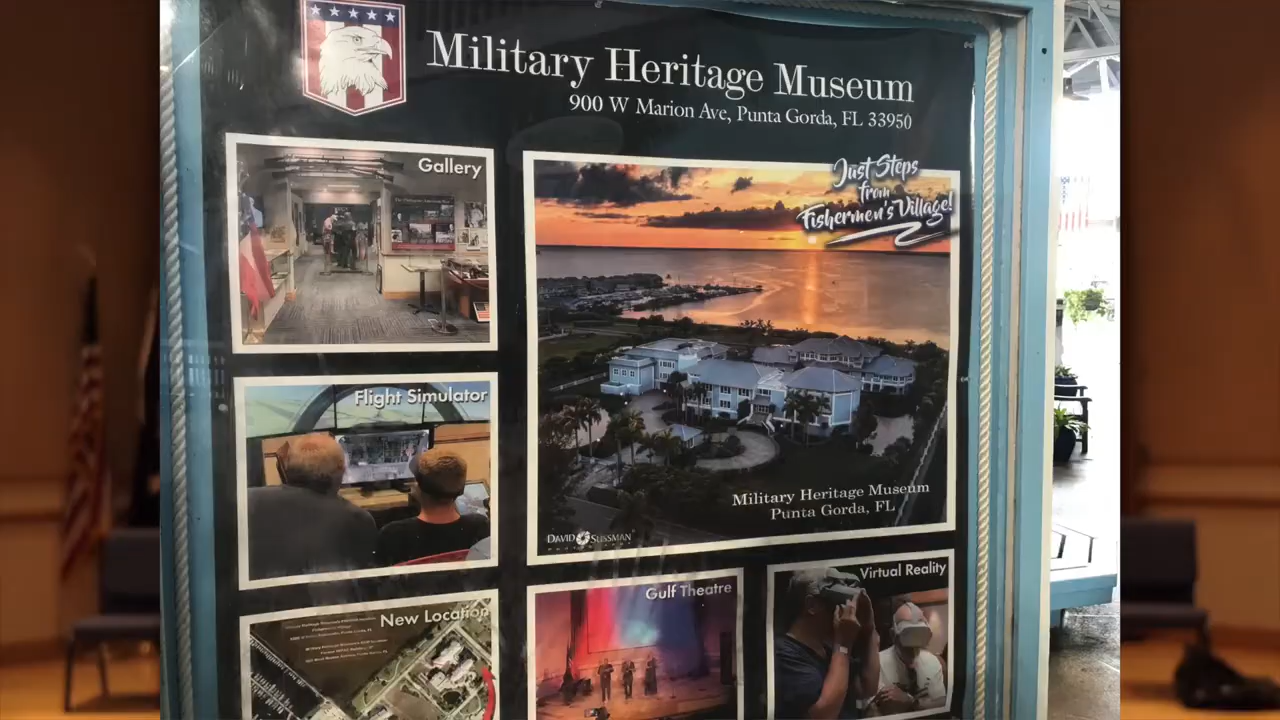 Military Heritage Museum
900 W Marion Ave, Punta Gorda, FL 33950
Gallery
Just Steps
from
Fishermen's Village!
Flight Simulator
Military Heritage Museum
Punta Gorda, FL
DAVID SUSSMAN
New Location
Gulf Theatre
Virtual Reality